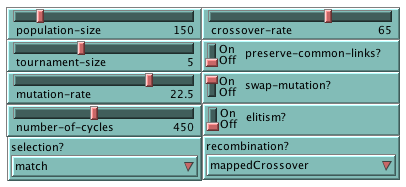 population-size 150
crossover-rate 65
tournament-size 5
On
Off
preserve-common-links?
mutation-rate 22.5
On
Off
swap-mutation?
number-of-cycles 450
On
Off
elitism?
selection?
match
recombination?
mappedCrossover